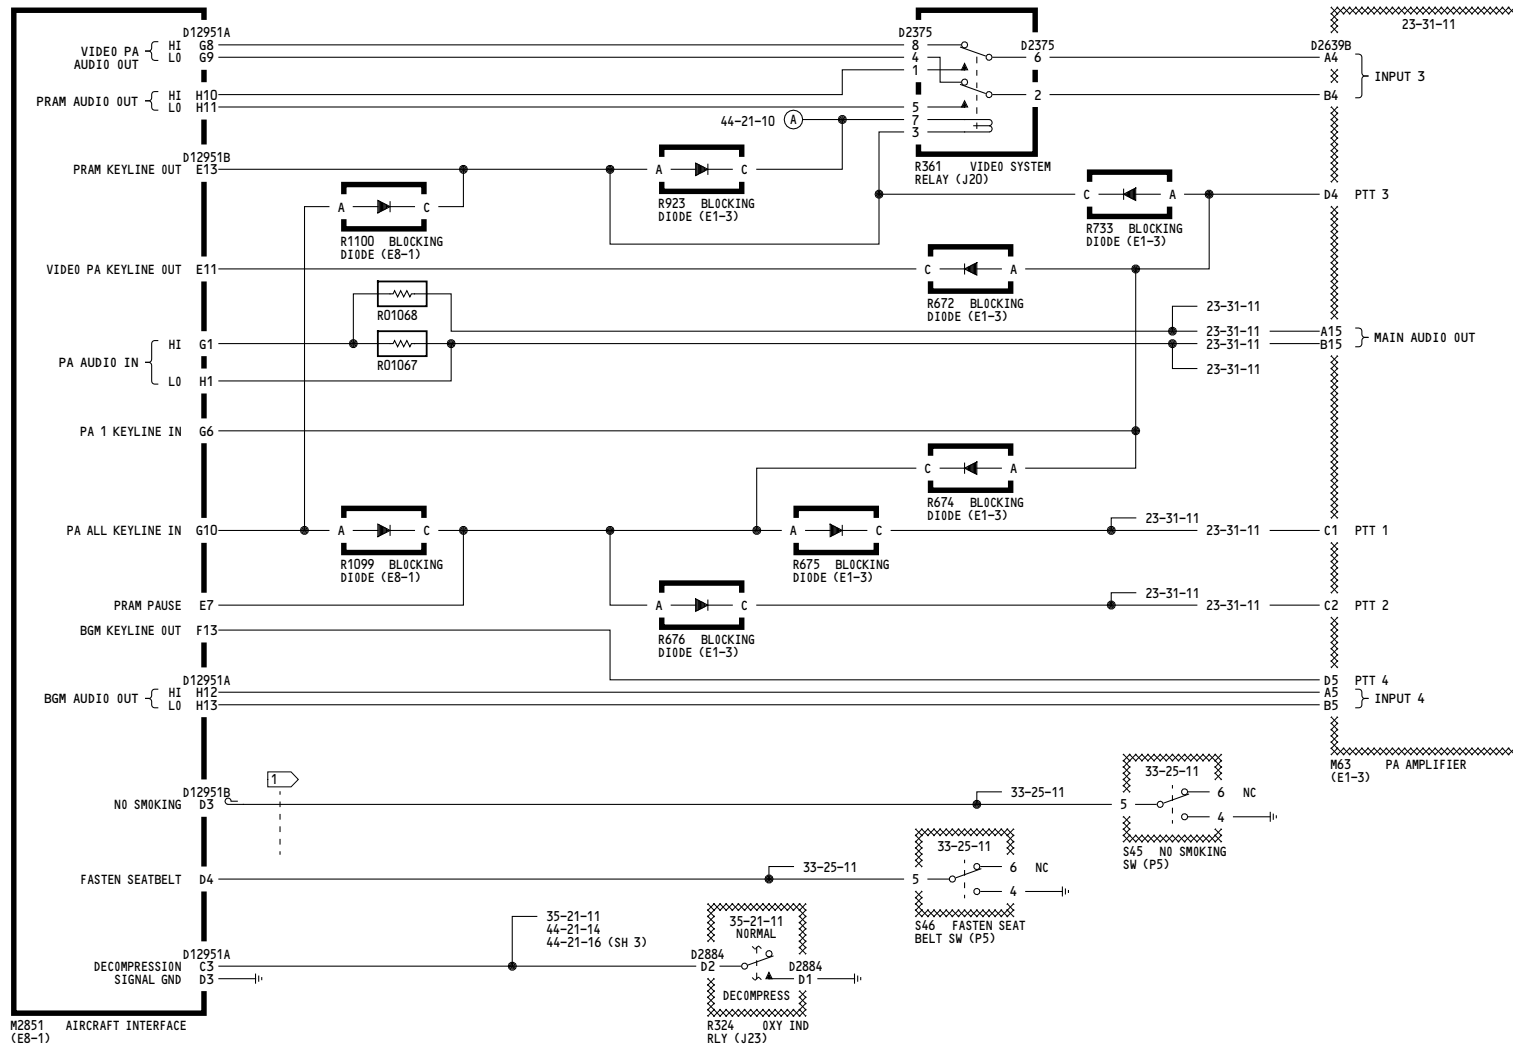 23-31-11
D12951A
D2375
D2375
D2639B
VIDEO PA AUDIO OUT
HI G8
LO G9
8
4
1
6
A4
INPUT 3
PRAM AUDIO OUT
HI H10
LO H11
5
7
3
2
B4
44-21-10 A
R361 VIDEO SYSTEM
RELAY (J20)
D12951B
PRAM KEYLINE OUT E13
A C
R923 BLOCKING
DIODE (E1-3)
A C
R1100 BLOCKING
DIODE (E8-1)
C A
R733 BLOCKING
DIODE (E1-3)
D4 PTT 3
VIDEO PA KEYLINE OUT E11
C A
R672 BLOCKING
DIODE (E1-3)
R01068
23-31-11
23-31-11
A15
PA AUDIO IN
HI G1
LO H1
R01067
23-31-11
B15
MAIN AUDIO OUT
23-31-11
PA 1 KEYLINE IN G6
C A
R674 BLOCKING
DIODE (E1-3)
PA ALL KEYLINE IN G10
A C
R1099 BLOCKING
DIODE (E8-1)
A C
R675 BLOCKING
DIODE (E1-3)
23-31-11
23-31-11
C1 PTT 1
PRAM PAUSE E7
A C
R676 BLOCKING
DIODE (E1-3)
23-31-11
23-31-11
C2 PTT 2
BGM KEYLINE OUT F13
D5 PTT 4
D12951A
BGM AUDIO OUT
HI H12
LO H13
A5
B5
INPUT 4
M63 PA AMPLIFIER
(E1-3)
1
D12951B
NO SMOKING D3
33-25-11
33-25-11
5
6 NC
4
S45 NO SMOKING
SW (P5)
FASTEN SEATBELT D4
33-25-11
33-25-11
5
6 NC
4
S46 FASTEN SEAT
BELT SW (P5)
35-21-11
44-21-14
44-21-16 (SH 3)
35-21-11
NORMAL
D12951A
DECOMPRESSION C3
SIGNAL GND D3
D2884
D2
D2884
D1
DECOMPRESS
R324 OXY IND
RLY (J23)
M2851 AIRCRAFT INTERFACE
(E8-1)